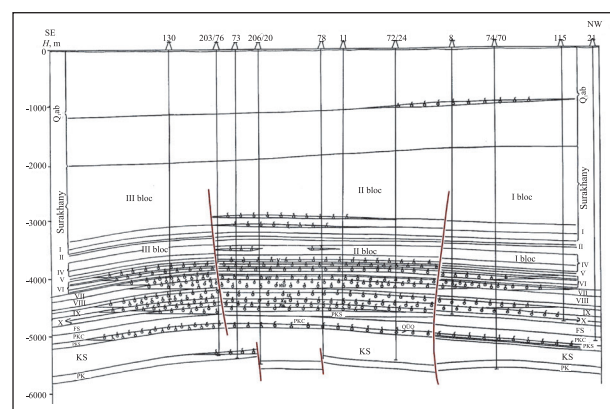 SE
NW
H, m
130
203/76
73
206/20
78
11
72/24
8
74/70
115
21
0
-1000
-2000
-3000
-4000
-5000
-6000
Q.ab
Q.ab
Surakhany
Surakhany
III bloc
II bloc
I bloc
III bloc
II bloc
I bloc
I
II
IV
V
VI
VII
VIII
IX
X
FS
PKC
PKS
KS
PK
I
II
IV
V
VI
VII
VIII
IX
X
FS
PKC
PKS
KS
PK
PKS
PKC
QUQ
KS